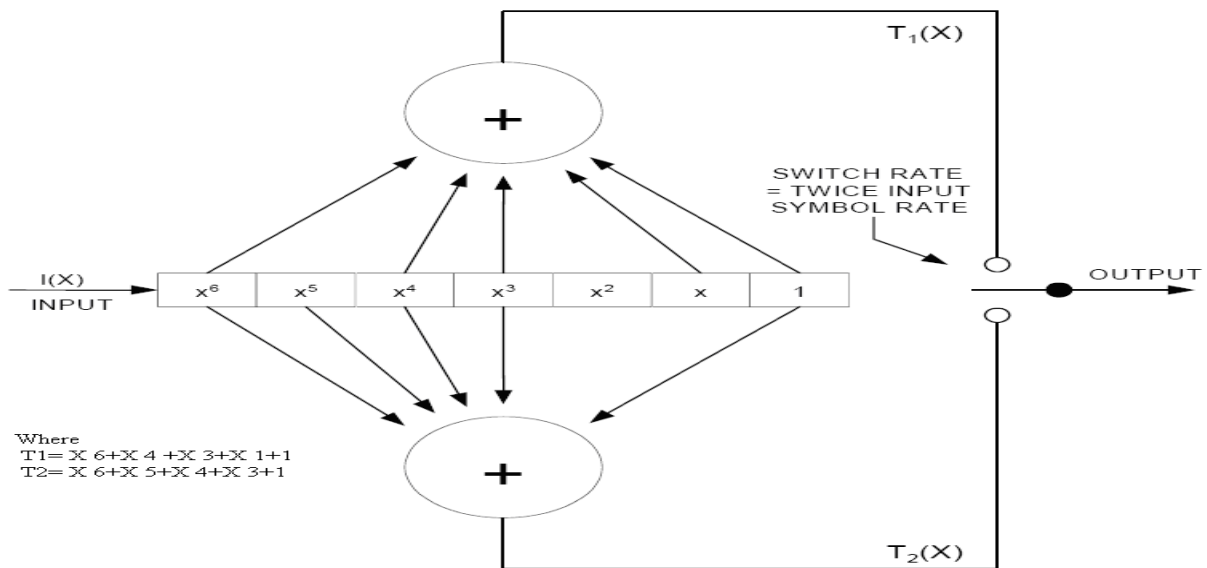 T₁(X)
+
SWITCH RATE
= TWICE INPUT
SYMBOL RATE
I(X)
INPUT
x⁶ x⁵ x⁴ x³ x² x 1
OUTPUT
+
Where
T1= X 6+X 4 +X 3+X 1+1
T2= X 6+X 5+X 4+X 3+1
T₂(X)